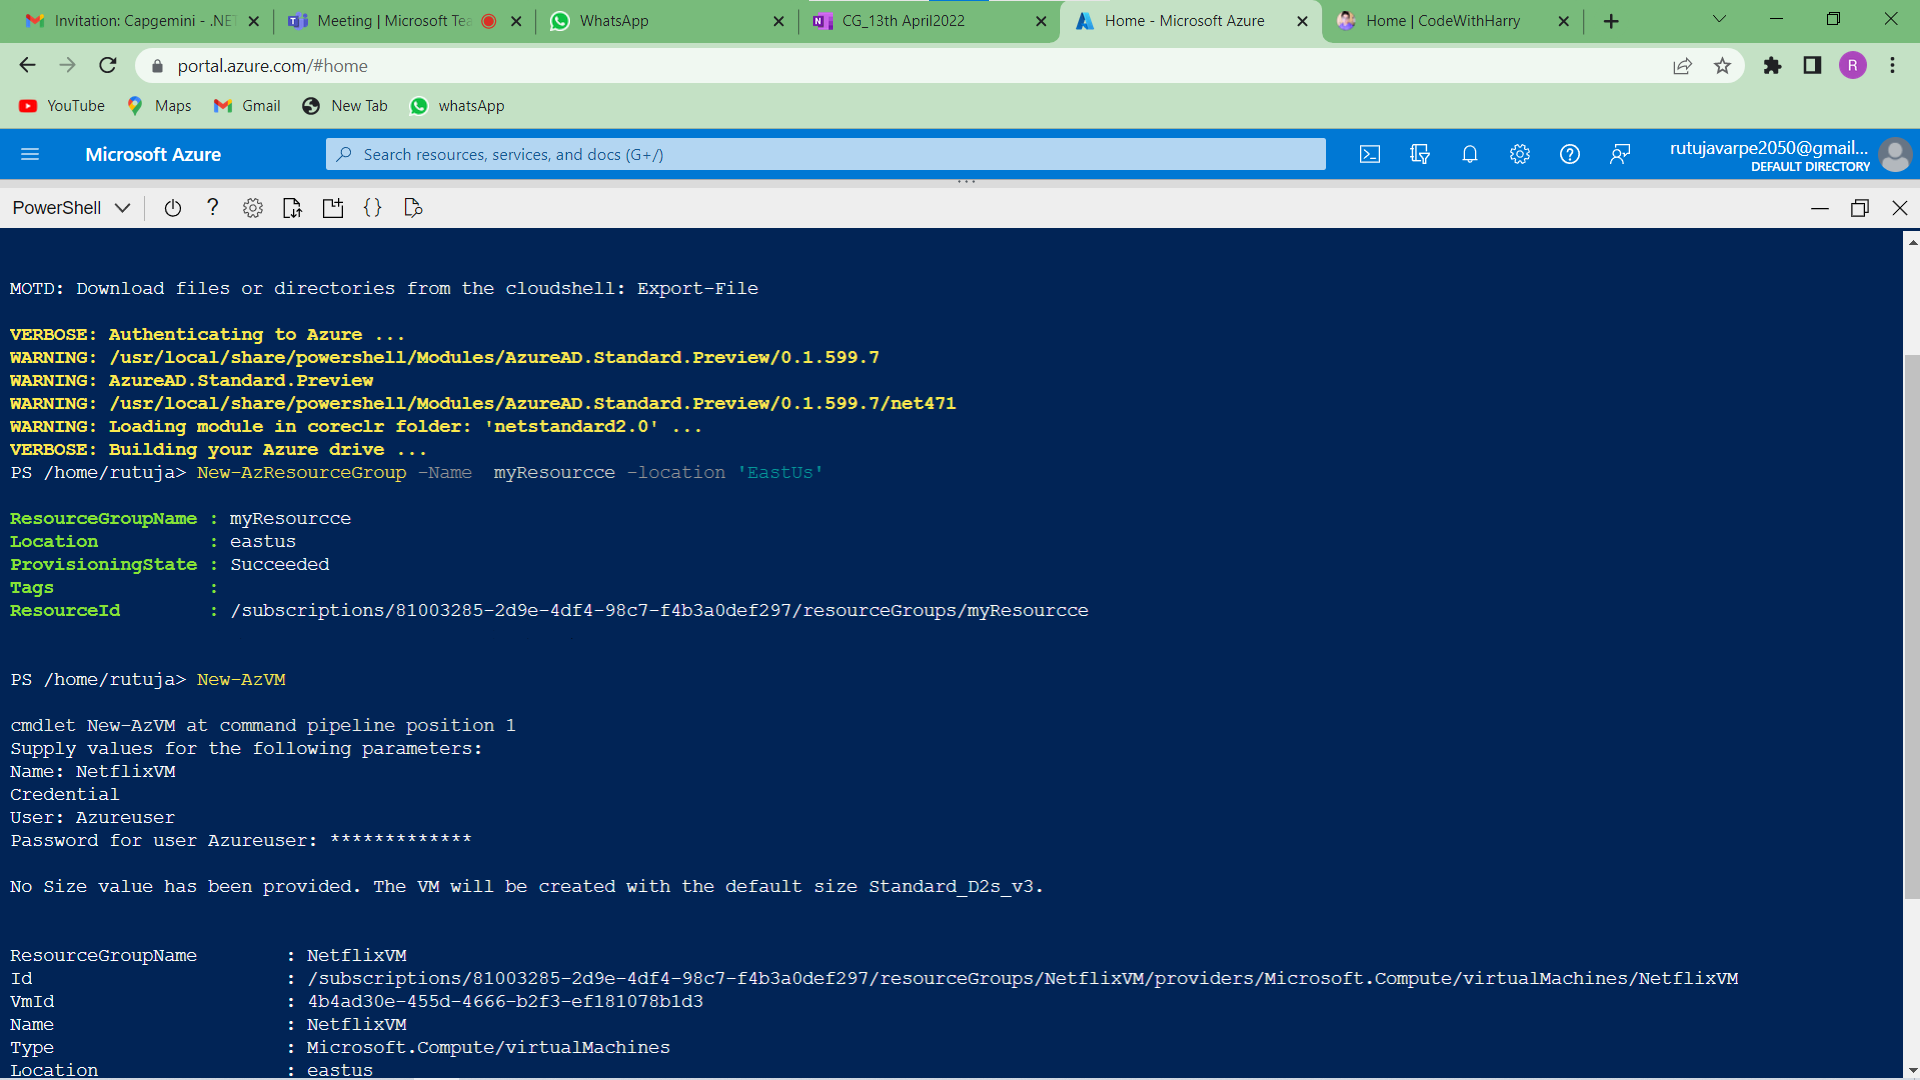 Invitation: Capgemini - .NET
Meeting | Microsoft Tea
WhatsApp
CG_13th April2022
Home - Microsoft Azure
Home | CodeWithHarry
portal.azure.com/#home
R
YouTube
Maps
Gmail
New Tab
whatsApp
Microsoft Azure
Search resources, services, and docs (G+/)
rutujavarpe2050@gmail...
DEFAULT DIRECTORY
PowerShell
MOTD: Download files or directories from the cloudshell: Export-File
VERBOSE: Authenticating to Azure ...
WARNING: /usr/local/share/powershell/Modules/AzureAD.Standard.Preview/0.1.599.7
WARNING: AzureAD.Standard.Preview
WARNING: /usr/local/share/powershell/Modules/AzureAD.Standard.Preview/0.1.599.7/net471
WARNING: Loading module in coreclr folder: 'netstandard2.0' ...
VERBOSE: Building your Azure drive ...
PS /home/rutuja> New-AzResourceGroup -Name  myResourcce -location 'EastUs'
ResourceGroupName : myResourcce
Location          : eastus
ProvisioningState : Succeeded
Tags              :
ResourceId        : /subscriptions/81003285-2d9e-4df4-98c7-f4b3a0def297/resourceGroups/myResourcce
PS /home/rutuja> New-AzVM
cmdlet New-AzVM at command pipeline position 1
Supply values for the following parameters:
Name: NetflixVM
Credential
User: Azureuser
Password for user Azureuser: *************
No Size value has been provided. The VM will be created with the default size Standard_D2s_v3.
ResourceGroupName        : NetflixVM
Id                       : /subscriptions/81003285-2d9e-4df4-98c7-f4b3a0def297/resourceGroups/NetflixVM/providers/Microsoft.Compute/virtualMachines/NetflixVM
VmId                     : 4b4ad30e-455d-4666-b2f3-ef181078b1d3
Name                     : NetflixVM
Type                     : Microsoft.Compute/virtualMachines
Location                 : eastus